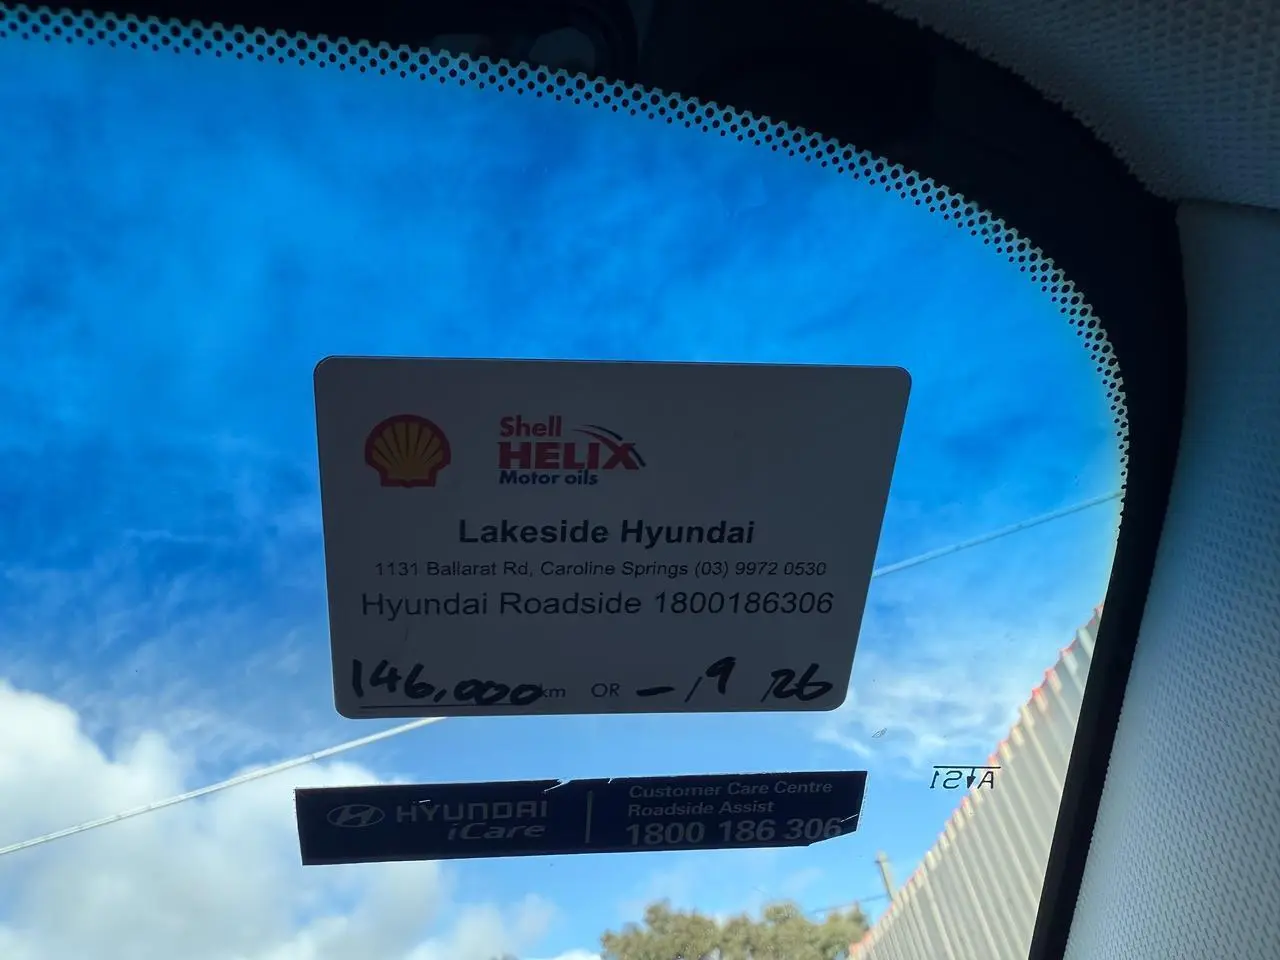 Shell
HELIX
Motor oils
Lakeside Hyundai
1131 Ballarat Rd, Caroline Springs (03) 9972 0530
Hyundai Roadside 1800186306
146,000 km OR — / 9 / 26
HYUNDAI
iCare
Customer Care Centre
Roadside Assist
1800 186 306
AS1